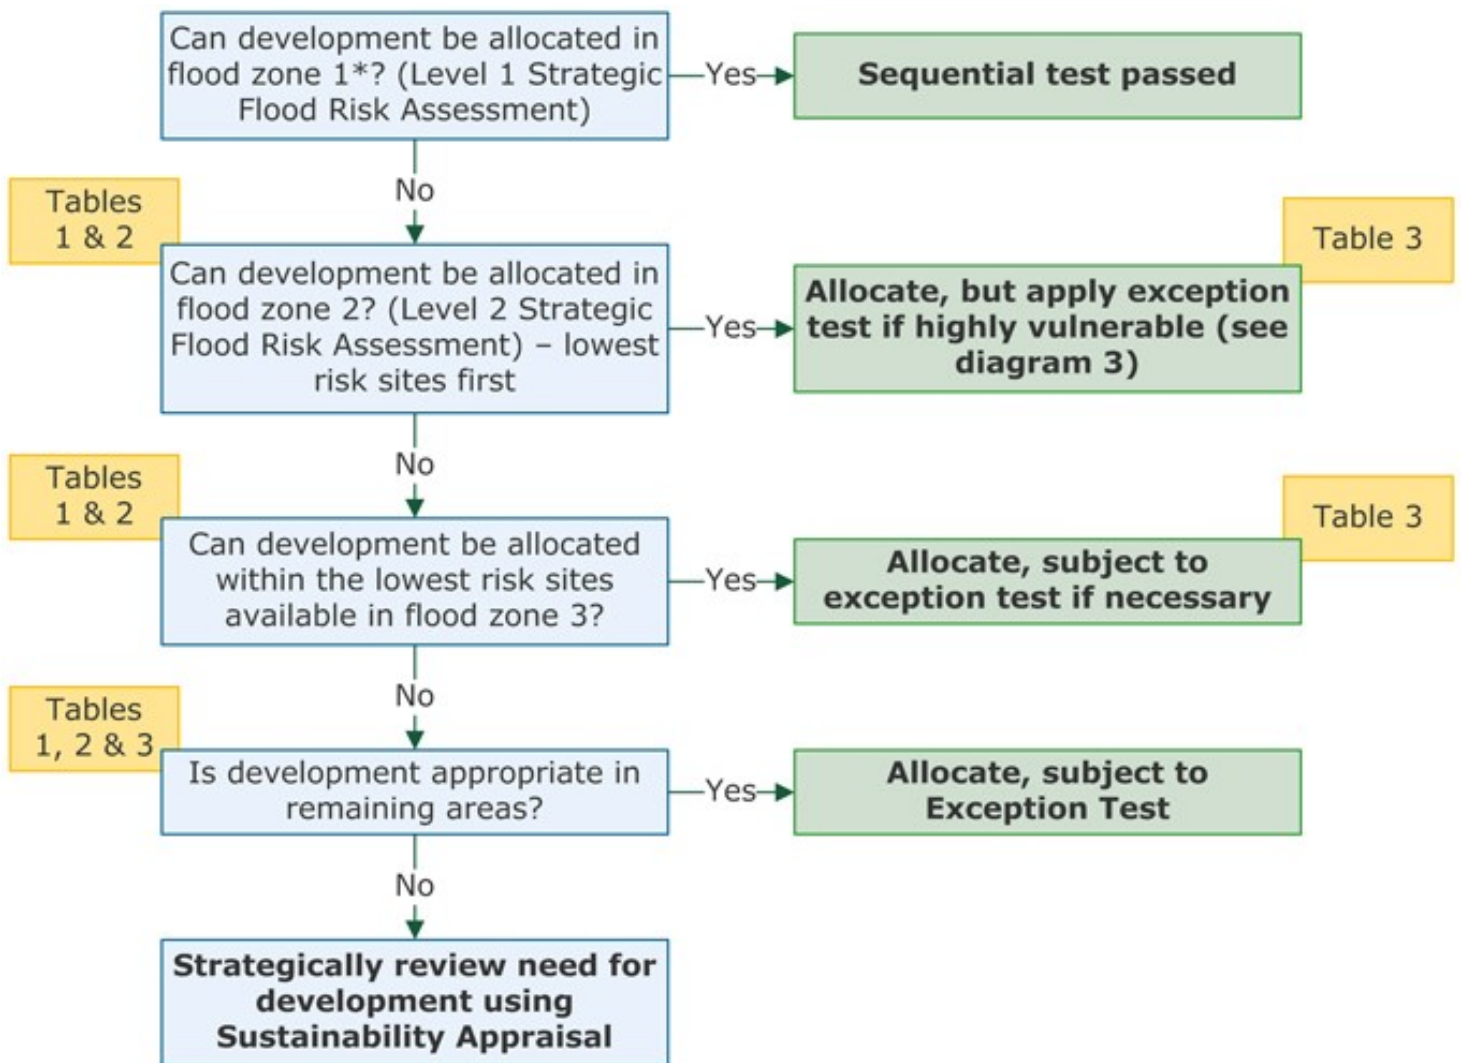 Can development be allocated in
flood zone 1*? (Level 1 Strategic
Flood Risk Assessment)
Yes
Sequential test passed
No
Tables
1 & 2
Table 3
Can development be allocated in
flood zone 2? (Level 2 Strategic
Flood Risk Assessment) – lowest
risk sites first
Yes
Allocate, but apply exception
test if highly vulnerable (see
diagram 3)
No
Tables
1 & 2
Table 3
Can development be allocated
within the lowest risk sites
available in flood zone 3?
Yes
Allocate, subject to
exception test if necessary
No
Tables
1, 2 & 3
Is development appropriate in
remaining areas?
Yes
Allocate, subject to
Exception Test
No
Strategically review need for
development using
Sustainability Appraisal